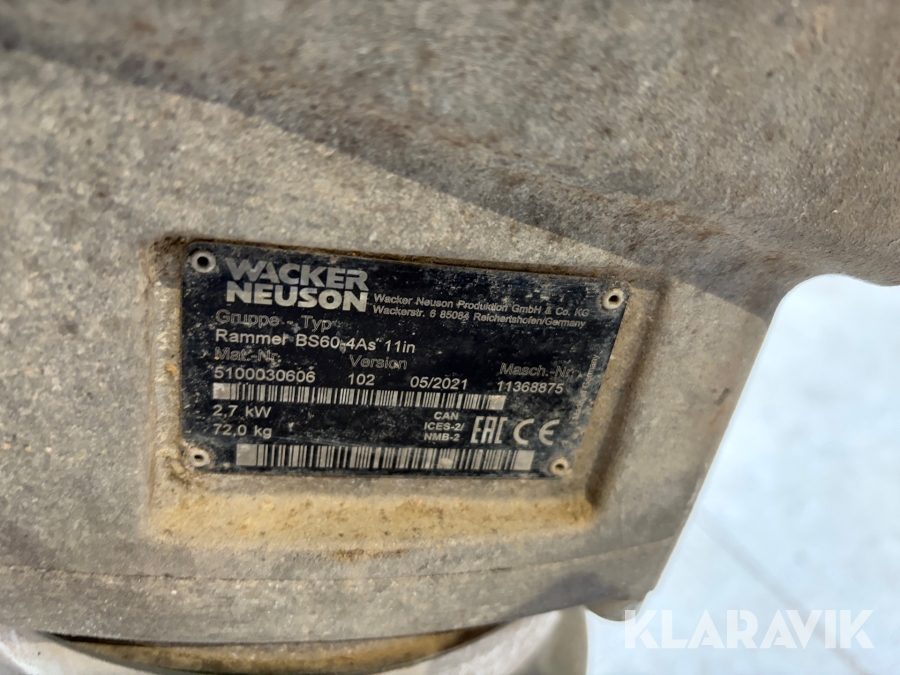 WACKER
NEUSON
Wacker Neuson Produktion GmbH & Co. KG
Wackerstr. 6 85084 Reichertshofen/Germany
Gruppe - Typ
Rammer BS60-4As 11in
Mat.-Nr. Version Masch.-Nr.
5100030606 102 05/2021 11368875
2,7 kW
72,0 kg
CAN
ICES-2/
NMB-2
EAC CE
KLARAVIK